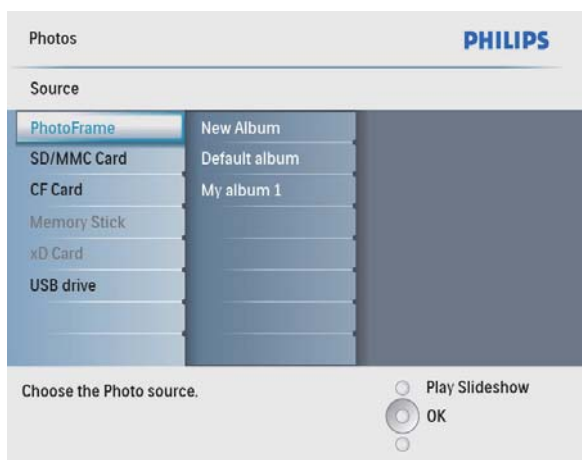 Photos
PHILIPS
Source
PhotoFrame
New Album
SD/MMC Card
Default album
CF Card
My album 1
Memory Stick
xD Card
USB drive
Choose the Photo source.
Play Slideshow
OK